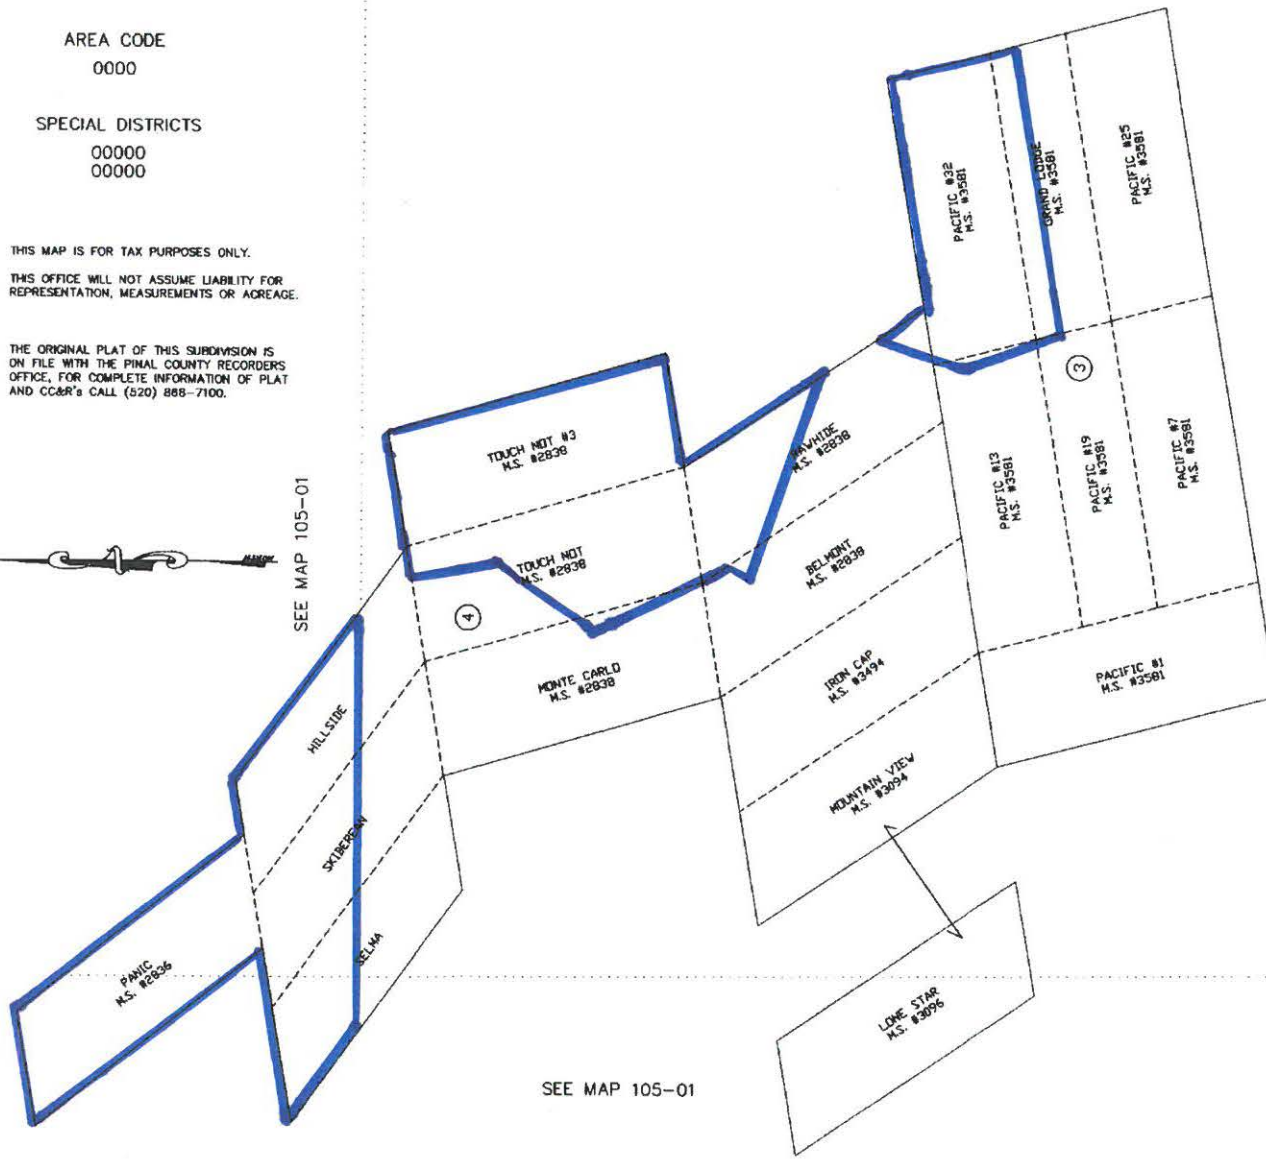 AREA CODE
0000
SPECIAL DISTRICTS
00000
00000
THIS MAP IS FOR TAX PURPOSES ONLY.
THIS OFFICE WILL NOT ASSUME LIABILITY FOR
REPRESENTATION, MEASUREMENTS OR ACREAGE.
THE ORIGINAL PLAT OF THIS SUBDIVISION IS
ON FILE WITH THE PINAL COUNTY RECORDERS
OFFICE, FOR COMPLETE INFORMATION OF PLAT
AND CC&R's CALL (520) 868-7100.
SEE MAP 105-01
PACIFIC #32
M.S. #3581
GRAND LODGE
M.S. #3581
PACIFIC #25
M.S. #3581
3
PACIFIC #13
M.S. #3581
PACIFIC #19
M.S. #3581
PACIFIC #7
M.S. #3581
PACIFIC #1
M.S. #3581
TOUCH NOT #3
M.S. #2838
RAWHIDE
M.S. #2838
TOUCH NOT
M.S. #2838
BELMONT
M.S. #2838
4
MONTE CARLO
M.S. #2838
IRON CAP
M.S. #3494
MOUNTAIN VIEW
M.S. #3094
HILLSIDE
SKIBEREAN
SELMA
PANIC
M.S. #2836
LONE STAR
M.S. #3096
SEE MAP 105-01